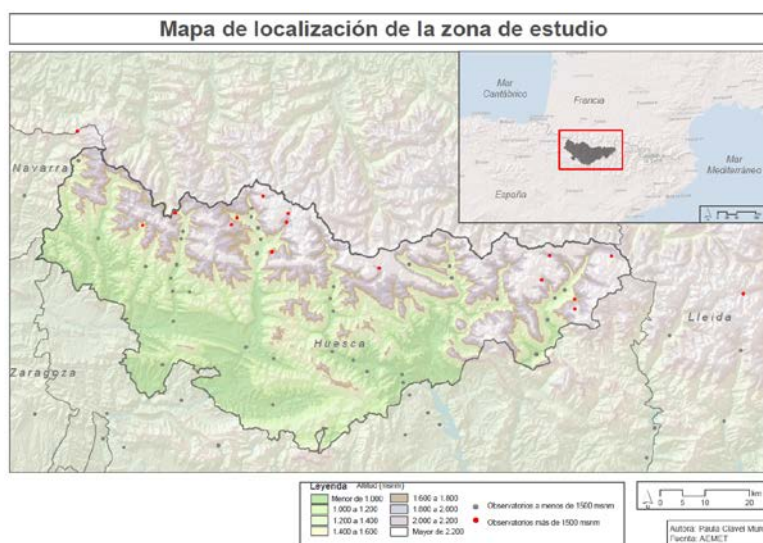 Mapa de localización de la zona de estudio
Mar
Cantábrico
Francia
España
Mar
Mediterráneo
Navarra
Zaragoza
Huesca
Lleida
Leyenda Altitud (msnm)
Menor de 1.000
1.000 a 1.200
1.200 a 1.400
1.400 a 1.600
1.600 a 1.800
1.800 a 2.000
2.000 a 2.200
Mayor de 2.200
Observatorios a menos de 1500 msnm
Observatorios más de 1500 msnm
0 5 10 20 km
Autora: Paula Clavel
Fuente: AEMET